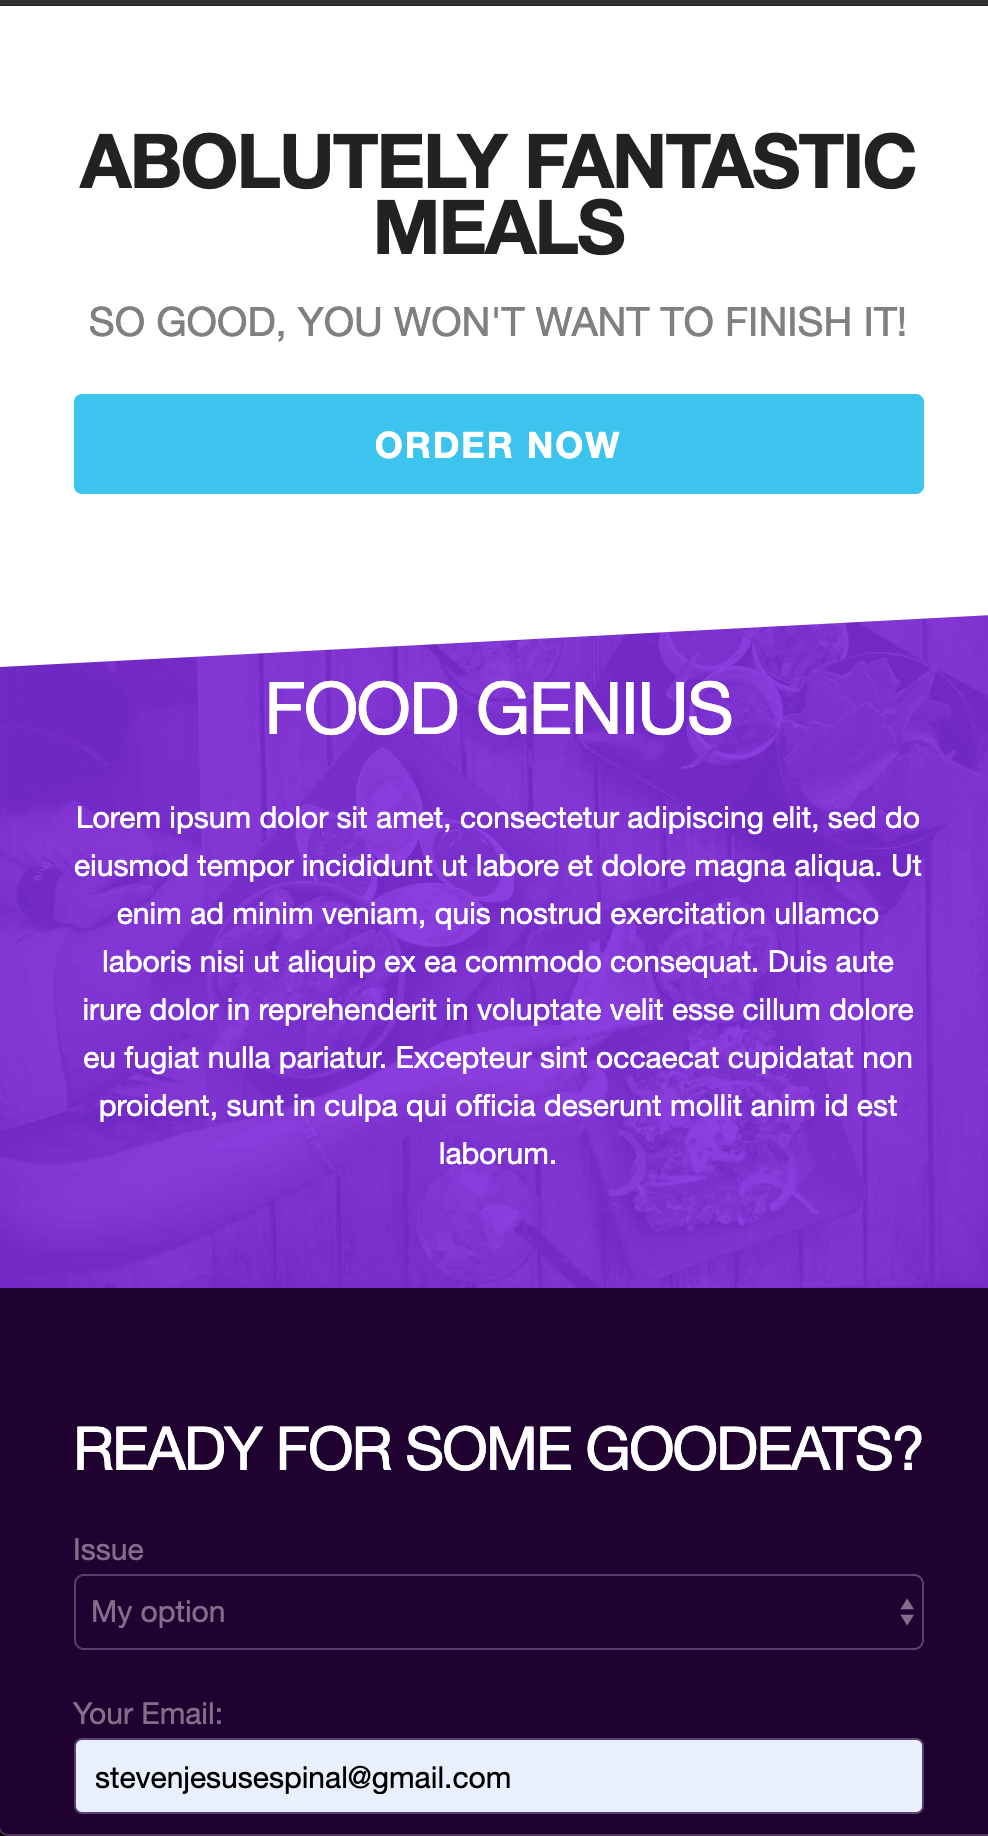 ABOLUTELY FANTASTIC
MEALS
SO GOOD, YOU WON'T WANT TO FINISH IT!
ORDER NOW
FOOD GENIUS
Lorem ipsum dolor sit amet, consectetur adipiscing elit, sed do
eiusmod tempor incididunt ut labore et dolore magna aliqua. Ut
enim ad minim veniam, quis nostrud exercitation ullamco
laboris nisi ut aliquip ex ea commodo consequat. Duis aute
irure dolor in reprehenderit in voluptate velit esse cillum dolore
eu fugiat nulla pariatur. Excepteur sint occaecat cupidatat non
proident, sunt in culpa qui officia deserunt mollit anim id est
laborum.
READY FOR SOME GOODEATS?
Issue
My option
Your Email:
stevenjesusespinal@gmail.com